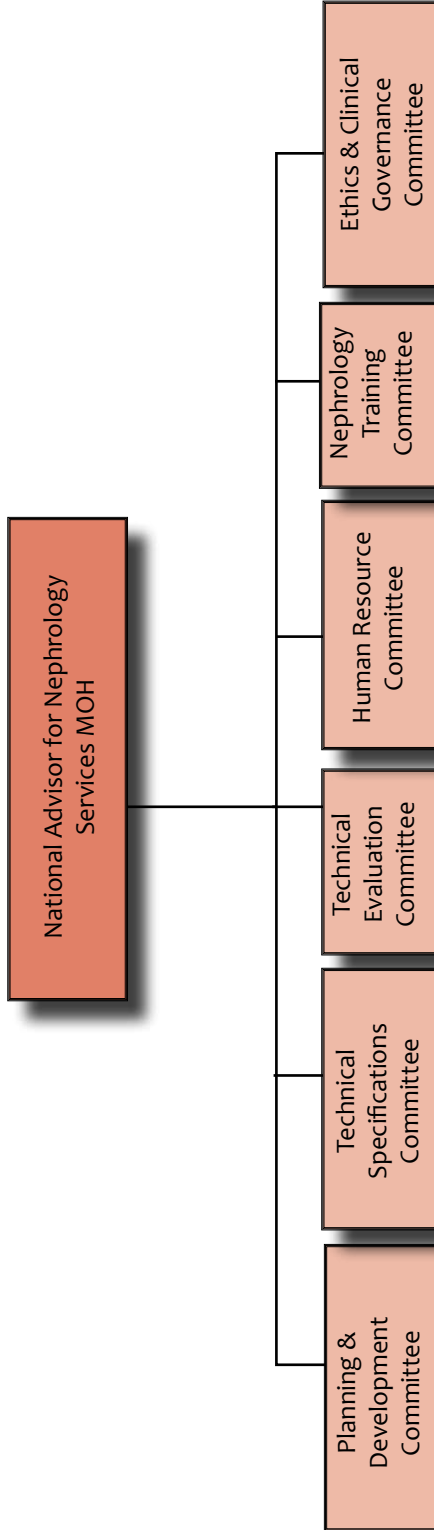 National Advisor for Nephrology
Services MOH
Planning &
Development
Committee
Technical
Specifications
Committee
Technical
Evaluation
Committee
Human Resource
Committee
Nephrology
Training
Committee
Ethics & Clinical
Governance
Committee